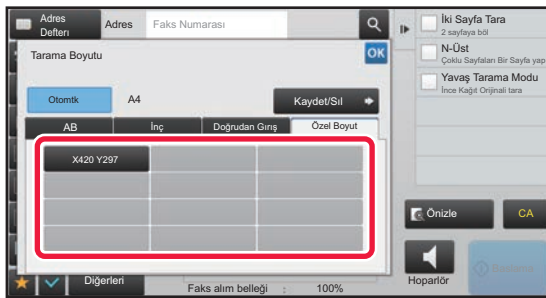 Adres
Defteri
Adres
Faks Numarası
Tarama Boyutu
OK
Otomtk
A4
Kaydet/Sil
AB
İnç
Doğrudan Giriş
Özel Boyut
X420 Y297
Diğerleri
Faks alım belleği : 100%
İki Sayfa Tara
2 sayfaya böl
N-Üst
Çoklu Sayfaları Bir Sayfa yap
Yavaş Tarama Modu
İnce Kağıt Orijinali tara
Önizle
CA
Hoparlör